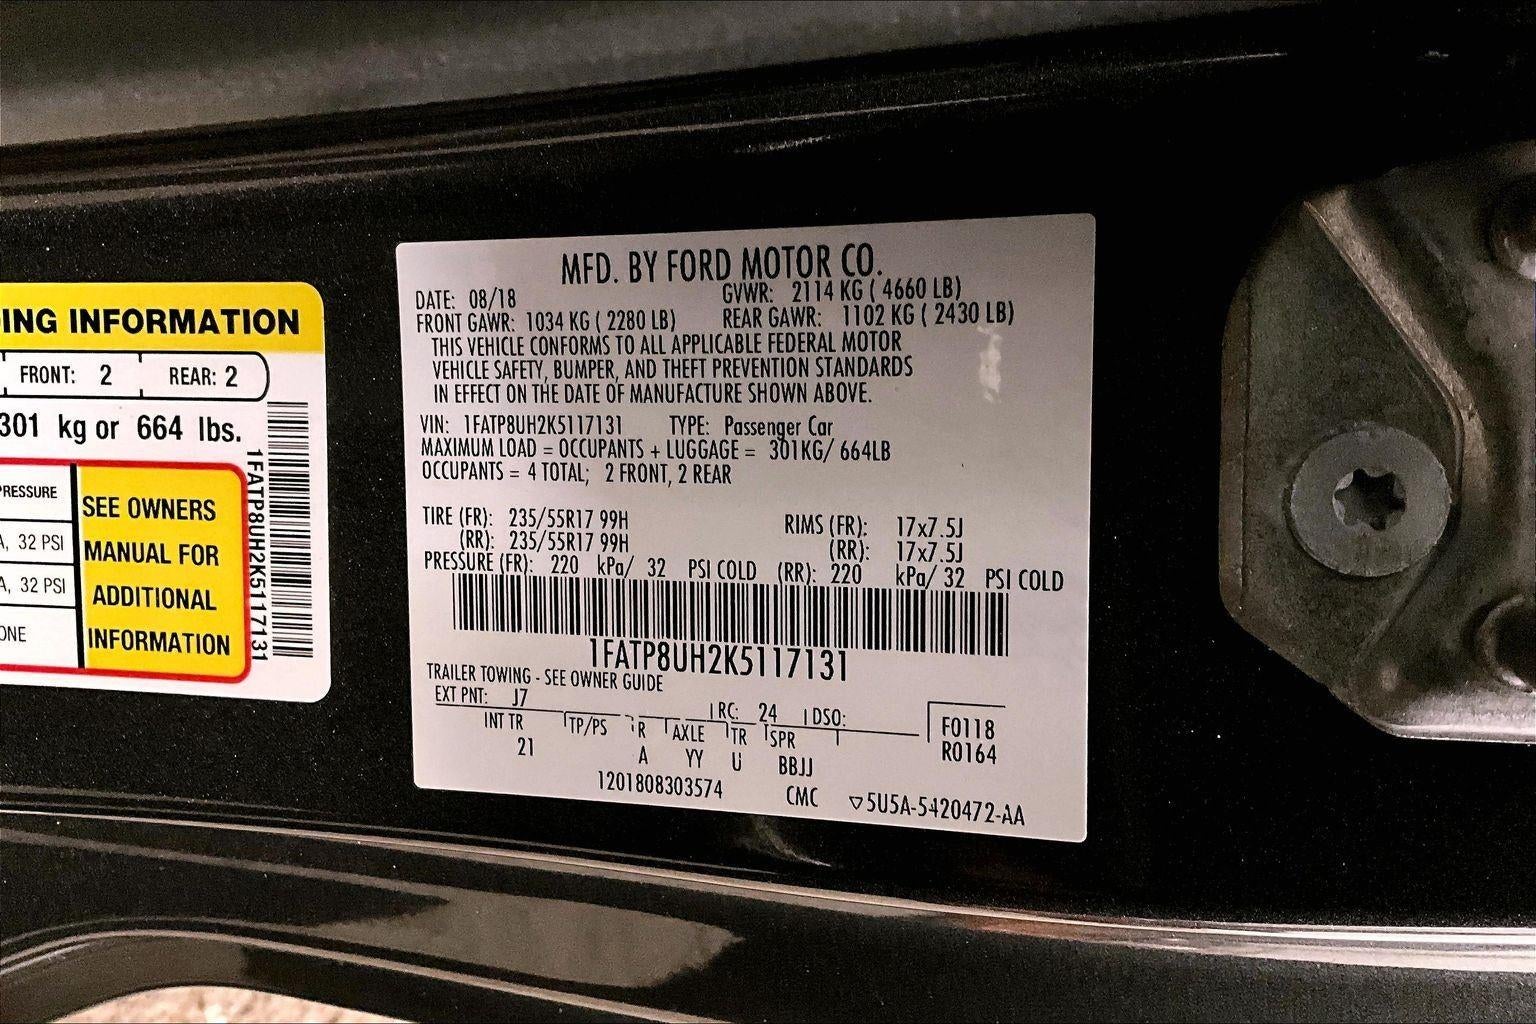 ING INFORMATION
FRONT: 2 REAR: 2
301 kg or 664 lbs.
PRESSURE
A, 32 PSI
A, 32 PSI
ONE
SEE OWNERS
MANUAL FOR
ADDITIONAL
INFORMATION
1FATP8UH2K5117131
MFD. BY FORD MOTOR CO.
DATE: 08/18 GVWR: 2114 KG ( 4660 LB)
FRONT GAWR: 1034 KG ( 2280 LB) REAR GAWR: 1102 KG ( 2430 LB)
THIS VEHICLE CONFORMS TO ALL APPLICABLE FEDERAL MOTOR
VEHICLE SAFETY, BUMPER, AND THEFT PREVENTION STANDARDS
IN EFFECT ON THE DATE OF MANUFACTURE SHOWN ABOVE.
VIN: 1FATP8UH2K5117131 TYPE: Passenger Car
MAXIMUM LOAD = OCCUPANTS + LUGGAGE = 301KG/ 664LB
OCCUPANTS = 4 TOTAL; 2 FRONT, 2 REAR
TIRE (FR): 235/55R17 99H RIMS (FR): 17x7.5J
(RR): 235/55R17 99H (RR): 17x7.5J
PRESSURE (FR): 220 kPa/ 32 PSI COLD (RR): 220 kPa/ 32 PSI COLD
1FATP8UH2K5117131
TRAILER TOWING - SEE OWNER GUIDE
EXT PNT: J7 RC: 24 DSO:
INT TR TP/PS R AXLE TR SPR F0118
21 A YY U BBJJ R0164
1201808303574 CMC ▽5U5A-5420472-AA